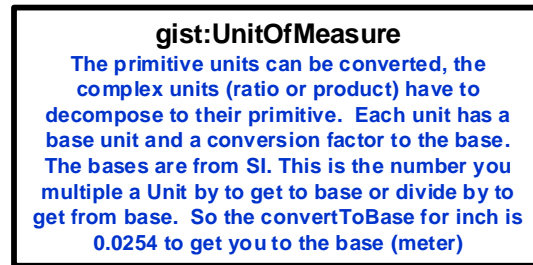 gist:UnitOfMeasure
The primitive units can be converted, the
complex units (ratio or product) have to
decompose to their primitive.  Each unit has a
base unit and a conversion factor to the base.
The bases are from SI. This is the number you
multiple a Unit by to get to base or divide by to
get from base.  So the convertToBase for inch is
0.0254 to get you to the base (meter)